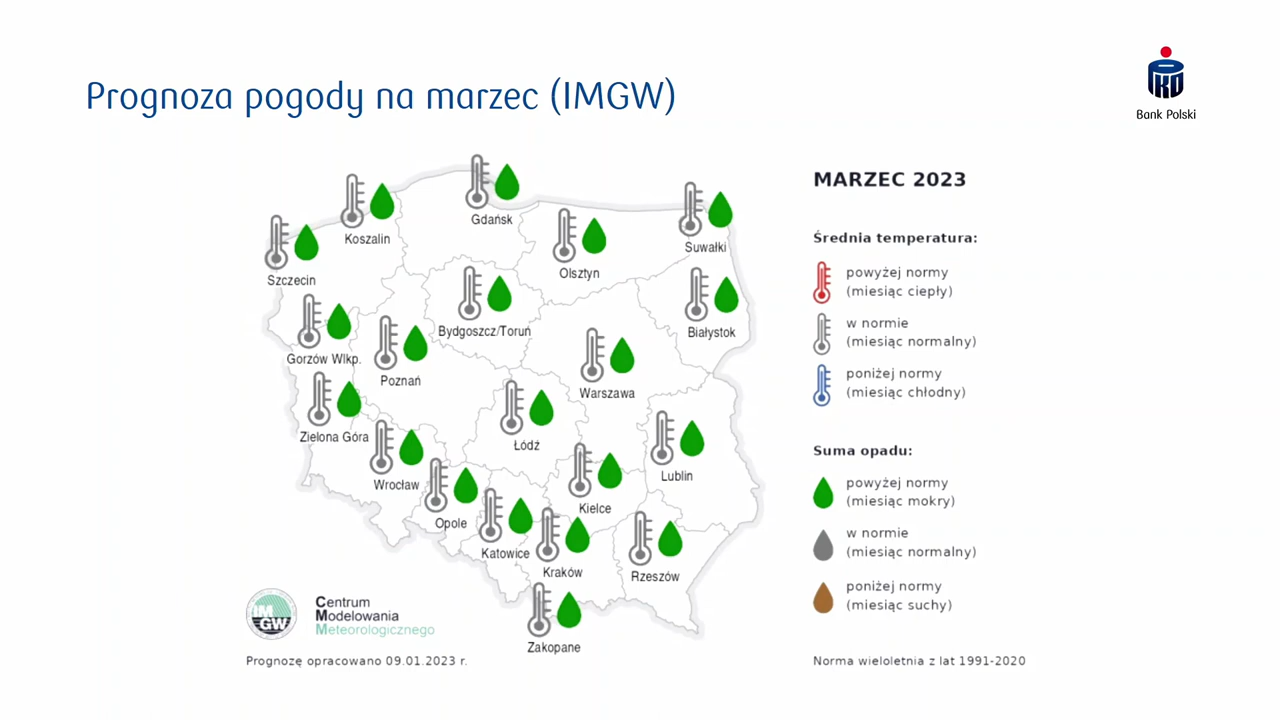 Prognoza pogody na marzec (IMGW)
PKO
Bank Polski
Gdańsk
Koszalin
Suwałki
Szczecin
Olsztyn
Bydgoszcz/Toruń
Białystok
Gorzów Wlkp.
Poznań
Warszawa
Zielona Góra
Łódź
Wrocław
Lublin
Opole
Kielce
Katowice
Kraków
Rzeszów
Zakopane
IM
GW
Centrum
Modelowania
Meteorologicznego
Prognozę opracowano 09.01.2023 r.
MARZEC 2023
Średnia temperatura:
powyżej normy
(miesiąc ciepły)
w normie
(miesiąc normalny)
poniżej normy
(miesiąc chłodny)
Suma opadu:
powyżej normy
(miesiąc mokry)
w normie
(miesiąc normalny)
poniżej normy
(miesiąc suchy)
Norma wieloletnia z lat 1991-2020